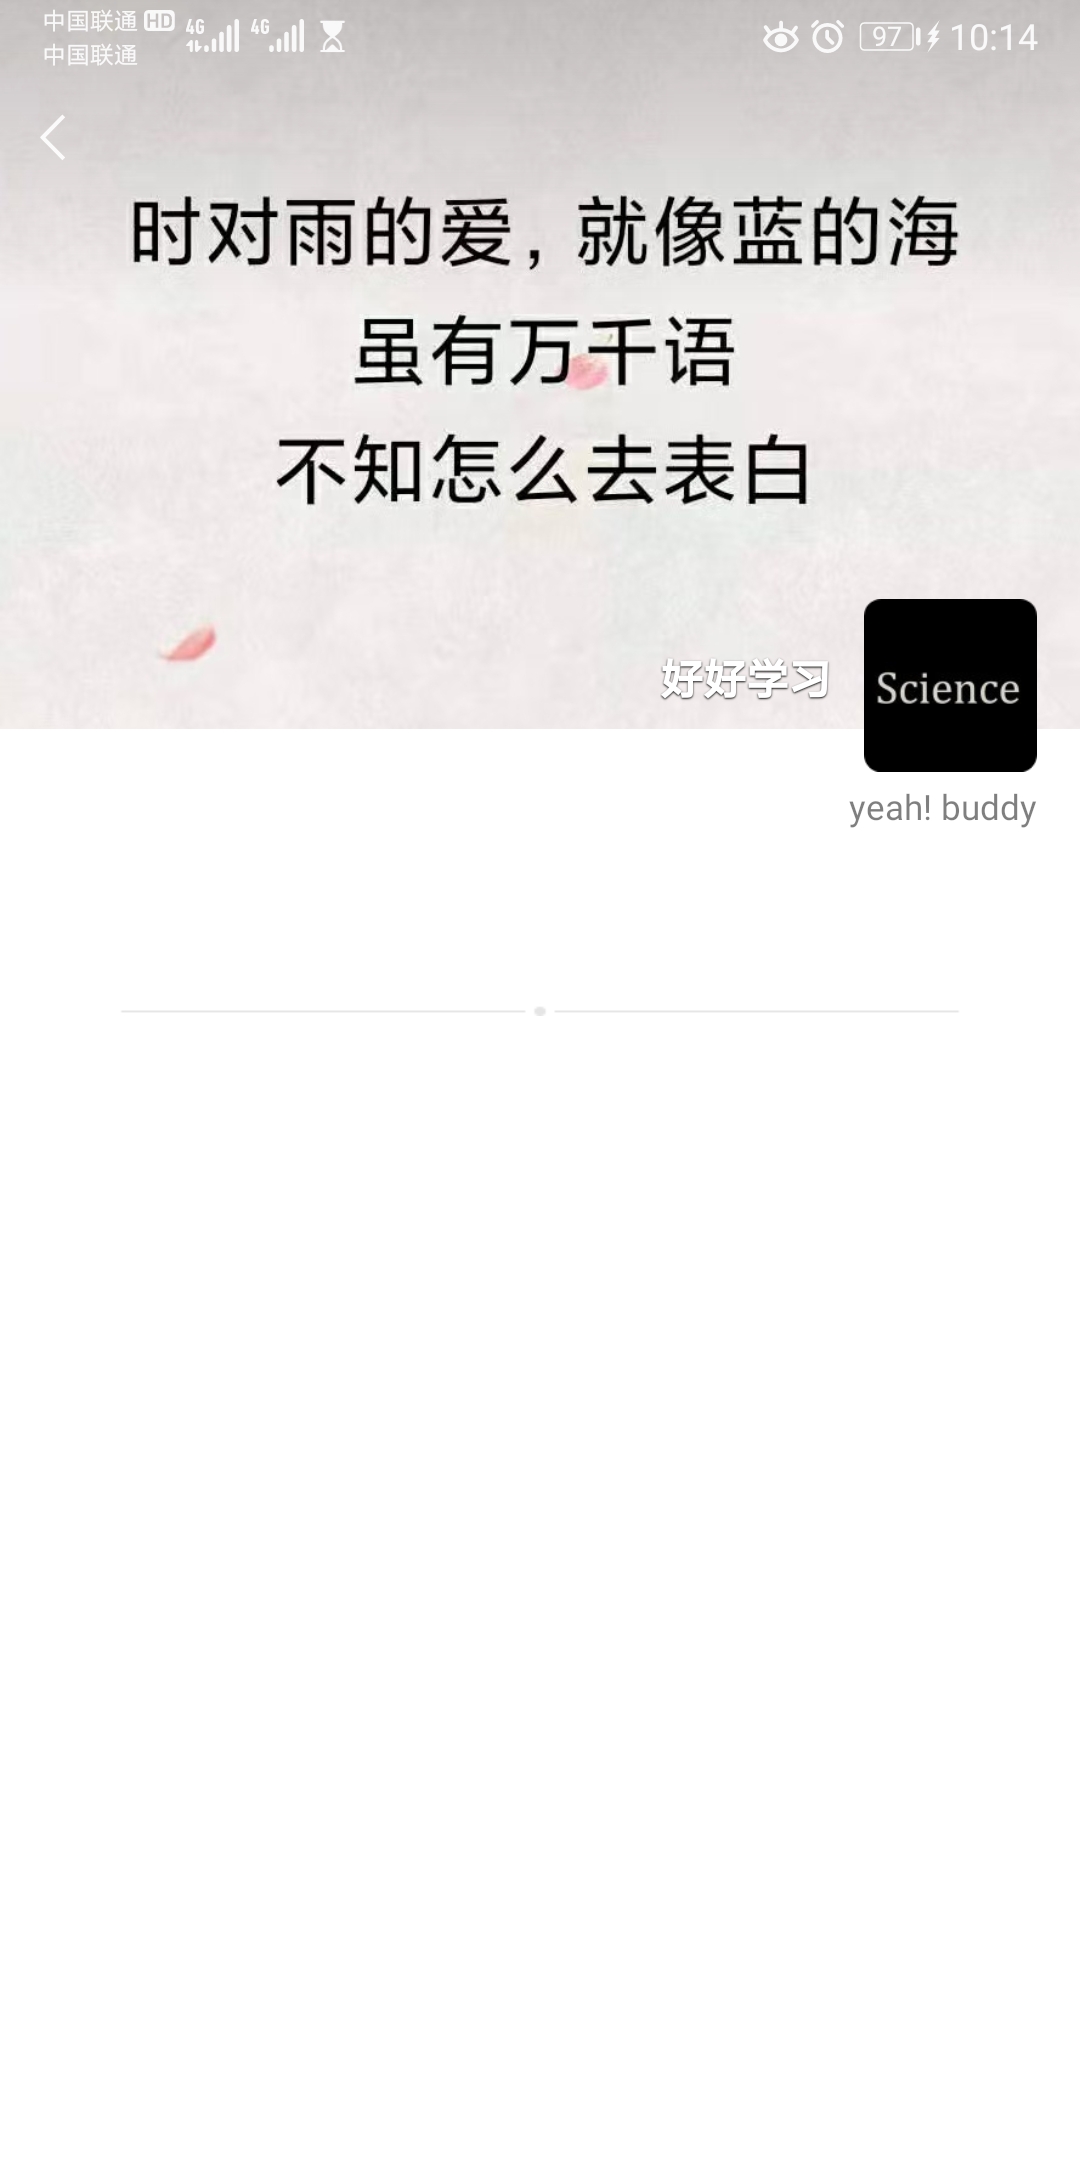 中国联通 HD 4G 4G 97 10:14
中国联通
时对雨的爱，就像蓝的海
虽有万千语
不知怎么去表白
好好学习
Science
yeah! buddy